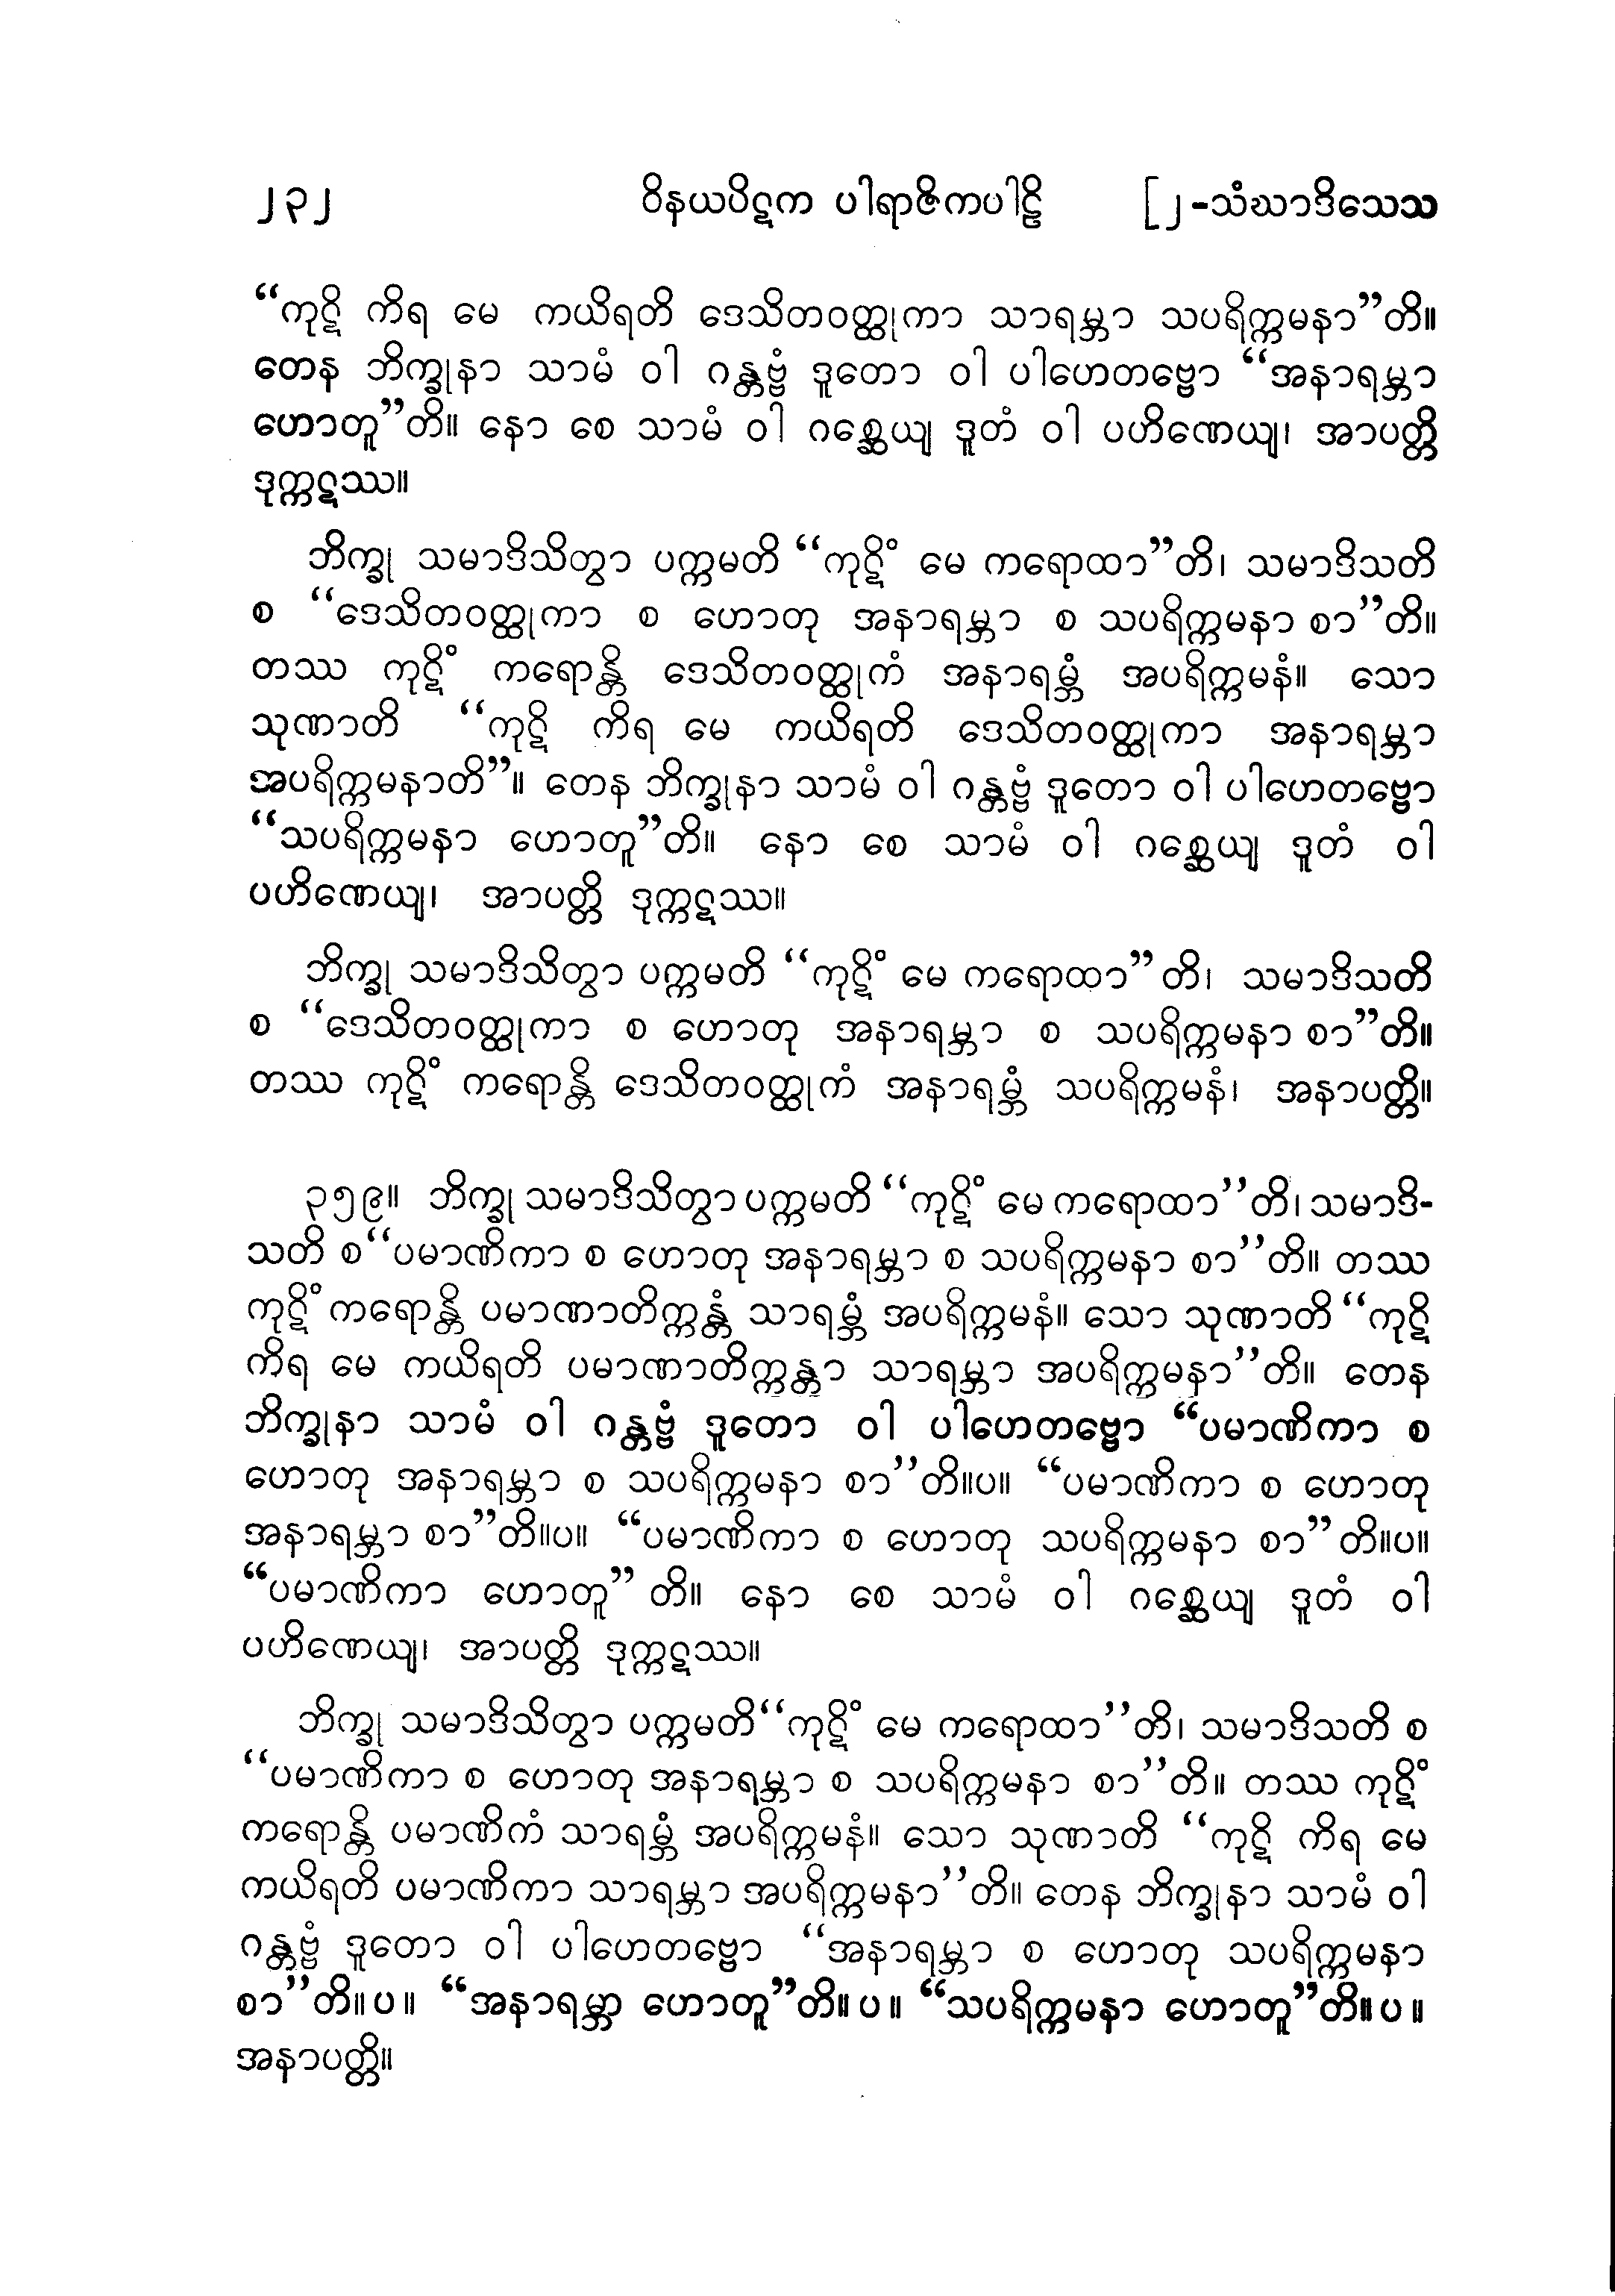 ၂၃၂ ဝိနယပိဋက ပါရာဇိကပါဠိ [၂-သံဃာဒိသေသ
“ကုဋိ ကိရ မေ ကယိရတိ ဒေသိတဝတ္ထုကာ သာရမ္ဘာ သပရိက္ကမနာ”တိ။
တေန ဘိက္ခုနာ သာမံ ဝါ ဂန္တဗ္ဗံ ဒူတော ဝါ ပါဟေတဗ္ဗော “အနာရမ္ဘာ
ဟောတူ”တိ။ နော စေ သာမံ ဝါ ဂစ္ဆေယျ ဒူတံ ဝါ ပဟိဏေယျ၊ အာပတ္တိ
ဒုက္ကဋဿ။
ဘိက္ခု သမာဒိသိတွာ ပက္ကမတိ “ကုဋိံ မေ ကရောထာ”တိ၊ သမာဒိသတိ
စ “ဒေသိတဝတ္ထုကာ စ ဟောတု အနာရမ္ဘာ စ သပရိက္ကမနာ စာ”တိ။
တဿ ကုဋိံ ကရောန္တိ ဒေသိတဝတ္ထုကံ အနာရမ္ဘံ အပရိက္ကမနံ။ သော
သုဏာတိ “ကုဋိ ကိရ မေ ကယိရတိ ဒေသိတဝတ္ထုကာ အနာရမ္ဘာ
အပရိက္ကမနာတိ”။ တေန ဘိက္ခုနာ သာမံ ဝါ ဂန္တဗ္ဗံ ဒူတော ဝါ ပါဟေတဗ္ဗော
“သပရိက္ကမနာ ဟောတူ”တိ။ နော စေ သာမံ ဝါ ဂစ္ဆေယျ ဒူတံ ဝါ
ပဟိဏေယျ၊ အာပတ္တိ ဒုက္ကဋဿ။
ဘိက္ခု သမာဒိသိတွာ ပက္ကမတိ “ကုဋိံ မေ ကရောထာ”တိ၊ သမာဒိသတိ
စ “ဒေသိတဝတ္ထုကာ စ ဟောတု အနာရမ္ဘာ စ သပရိက္ကမနာ စာ”တိ။
တဿ ကုဋိံ ကရောန္တိ ဒေသိတဝတ္ထုကံ အနာရမ္ဘံ သပရိက္ကမနံ၊ အနာပတ္တိ။
၃၅၉။ ဘိက္ခု သမာဒိသိတွာ ပက္ကမတိ “ကုဋိံ မေ ကရောထာ”တိ၊ သမာဒိ-
သတိ စ “ပမာဏိကာ စ ဟောတု အနာရမ္ဘာ စ သပရိက္ကမနာ စာ”တိ။ တဿ
ကုဋိံ ကရောန္တိ ပမာဏာတိက္ကန္တံ သာရမ္ဘံ အပရိက္ကမနံ။ သော သုဏာတိ “ကုဋိ
ကိရ မေ ကယိရတိ ပမာဏာတိက္ကန္တာ သာရမ္ဘာ အပရိက္ကမနာ”တိ။ တေန
ဘိက္ခုနာ သာမံ ဝါ ဂန္တဗ္ဗံ ဒူတော ဝါ ပါဟေတဗ္ဗော “ပမာဏိကာ စ
ဟောတု အနာရမ္ဘာ စ သပရိက္ကမနာ စာ”တိ။ပ။ “ပမာဏိကာ စ ဟောတု
အနာရမ္ဘာ စာ”တိ။ပ။ “ပမာဏိကာ စ ဟောတု သပရိက္ကမနာ စာ”တိ။ပ။
“ပမာဏိကာ ဟောတူ”တိ။ နော စေ သာမံ ဝါ ဂစ္ဆေယျ ဒူတံ ဝါ
ပဟိဏေယျ၊ အာပတ္တိ ဒုက္ကဋဿ။
ဘိက္ခု သမာဒိသိတွာ ပက္ကမတိ “ကုဋိံ မေ ကရောထာ”တိ၊ သမာဒိသတိ စ
“ပမာဏိကာ စ ဟောတု အနာရမ္ဘာ စ သပရိက္ကမနာ စာ”တိ။ တဿ ကုဋိံ
ကရောန္တိ ပမာဏိကံ သာရမ္ဘံ အပရိက္ကမနံ။ သော သုဏာတိ “ကုဋိ ကိရ မေ
ကယိရတိ ပမာဏိကာ သာရမ္ဘာ အပရိက္ကမနာ”တိ။ တေန ဘိက္ခုနာ သာမံ ဝါ
ဂန္တဗ္ဗံ ဒူတော ဝါ ပါဟေတဗ္ဗော “အနာရမ္ဘာ စ ဟောတု သပရိက္ကမနာ
စာ”တိ။ပ။ “အနာရမ္ဘာ ဟောတူ”တိ။ပ။ “သပရိက္ကမနာ ဟောတူ”တိ။ပ။
အနာပတ္တိ။